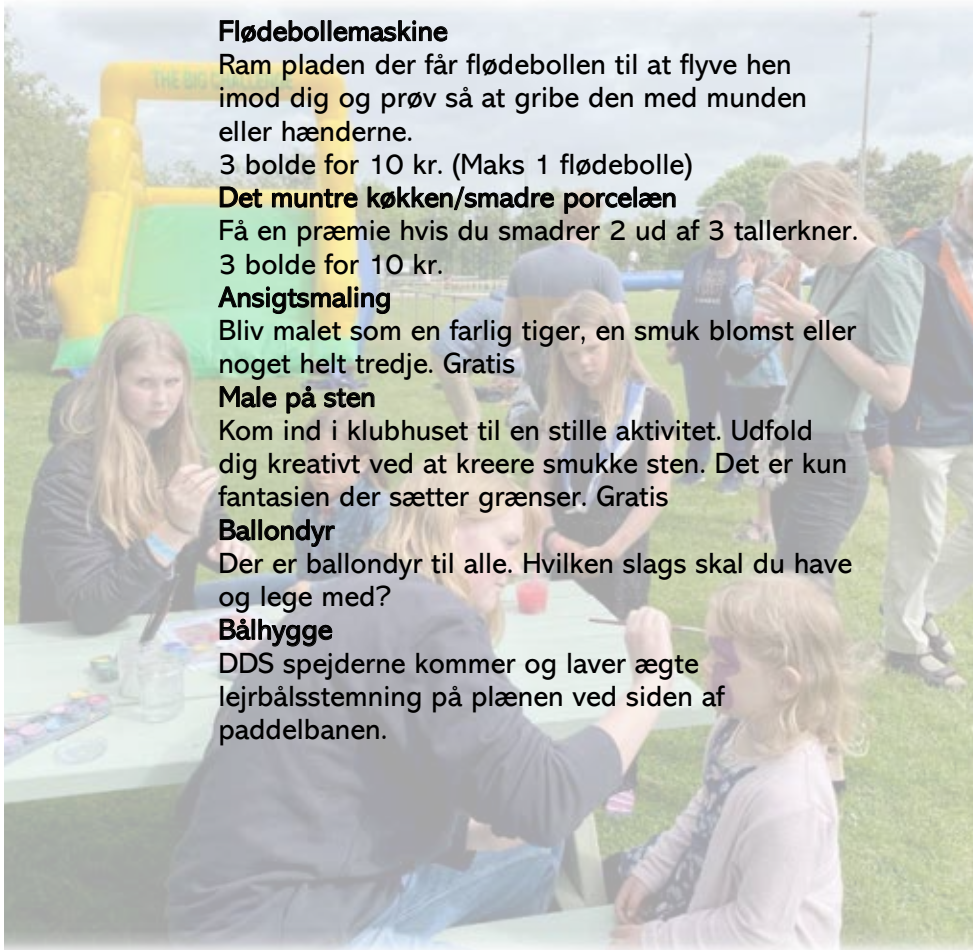 THE BIG CHALLENGE
Flødebollemaskine
Ram pladen der får flødebollen til at flyve hen
imod dig og prøv så at gribe den med munden
eller hænderne.
3 bolde for 10 kr. (Maks 1 flødebolle)
Det muntre køkken/smadre porcelæn
Få en præmie hvis du smadrer 2 ud af 3 tallerkner.
3 bolde for 10 kr.
Ansigtsmaling
Bliv malet som en farlig tiger, en smuk blomst eller
noget helt tredje. Gratis
Male på sten
Kom ind i klubhuset til en stille aktivitet. Udfold
dig kreativt ved at kreere smukke sten. Det er kun
fantasien der sætter grænser. Gratis
Ballondyr
Der er ballondyr til alle. Hvilken slags skal du have
og lege med?
Bålhygge
DDS spejderne kommer og laver ægte
lejrbålsstemning på plænen ved siden af
paddelbanen.